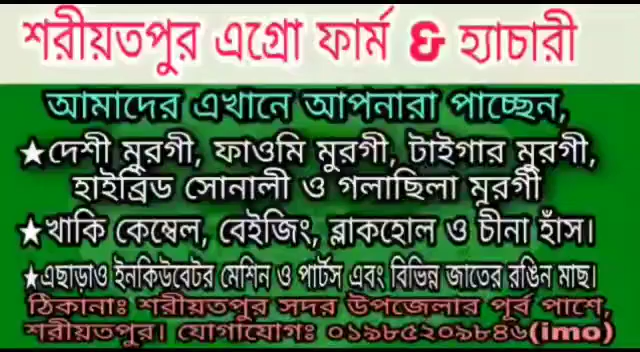 শরীয়তপুর এগ্রো ফার্ম & হ্যাচারী
আমাদের এখানে আপনারা পাচ্ছেন,
★দেশী মুরগী, ফাওমি মুরগী, টাইগার মুরগী,
হাইব্রিড সোনালী ও গলাছিলা মুরগী
★খাকি কেম্বেল, বেইজিং, ব্লাকহোল ও চীনা হাঁস।
★এছাড়াও ইনকিউবেটর মেশিন ও পার্টস এবং বিভিন্ন জাতের রঙিন মাছ।
ঠিকানাঃ শরীয়তপুর সদর উপজেলার পূর্ব পাশে,
শরীয়তপুর। যোগাযোগঃ ০১৯৮৫২০৯৮৪৬(imo)